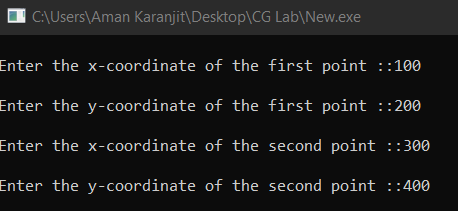 C:\Users\Aman Karanjit\Desktop\CG Lab\New.exe
Enter the x-coordinate of the first point ::100
Enter the y-coordinate of the first point ::200
Enter the x-coordinate of the second point ::300
Enter the y-coordinate of the second point ::400